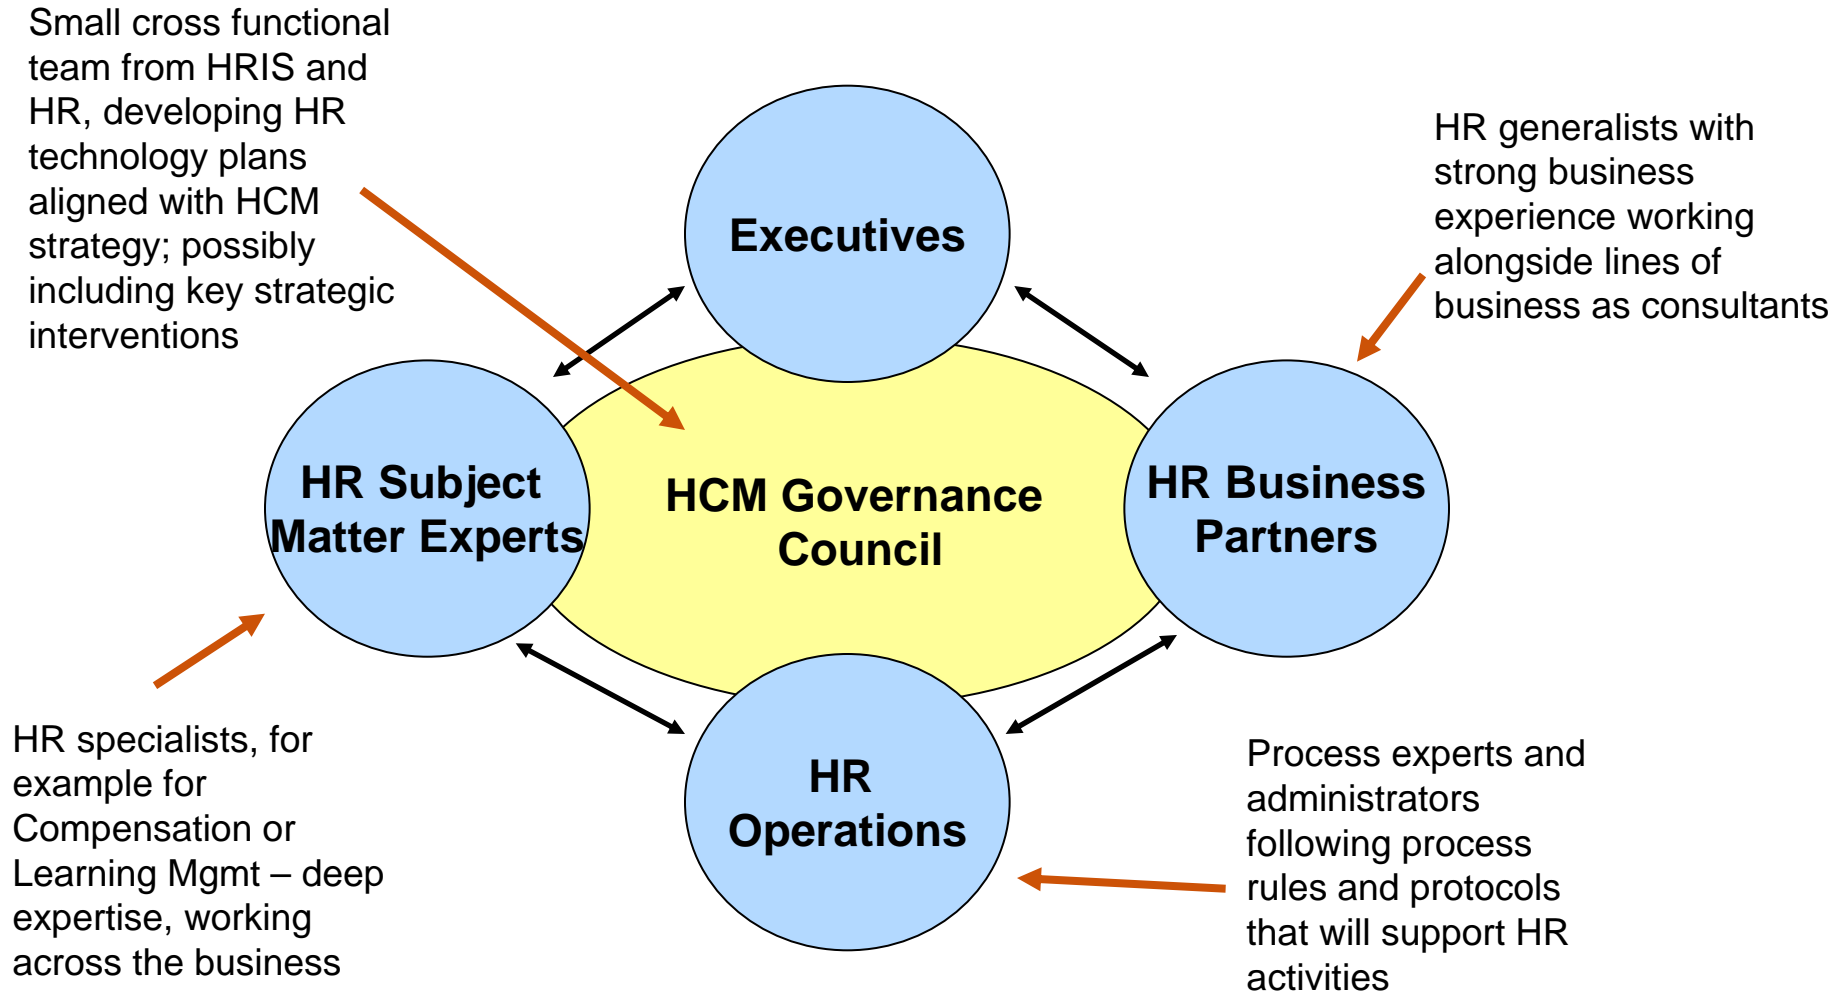 Small cross functional
team from HRIS and
HR, developing HR
technology plans
aligned with HCM
strategy; possibly
including key strategic
interventions
Executives
HR generalists with
strong business
experience working
alongside lines of
business as consultants
HR Subject
Matter Experts
HCM Governance
Council
HR Business
Partners
HR specialists, for
example for
Compensation or
Learning Mgmt – deep
expertise, working
across the business
HR
Operations
Process experts and
administrators
following process
rules and protocols
that will support HR
activities